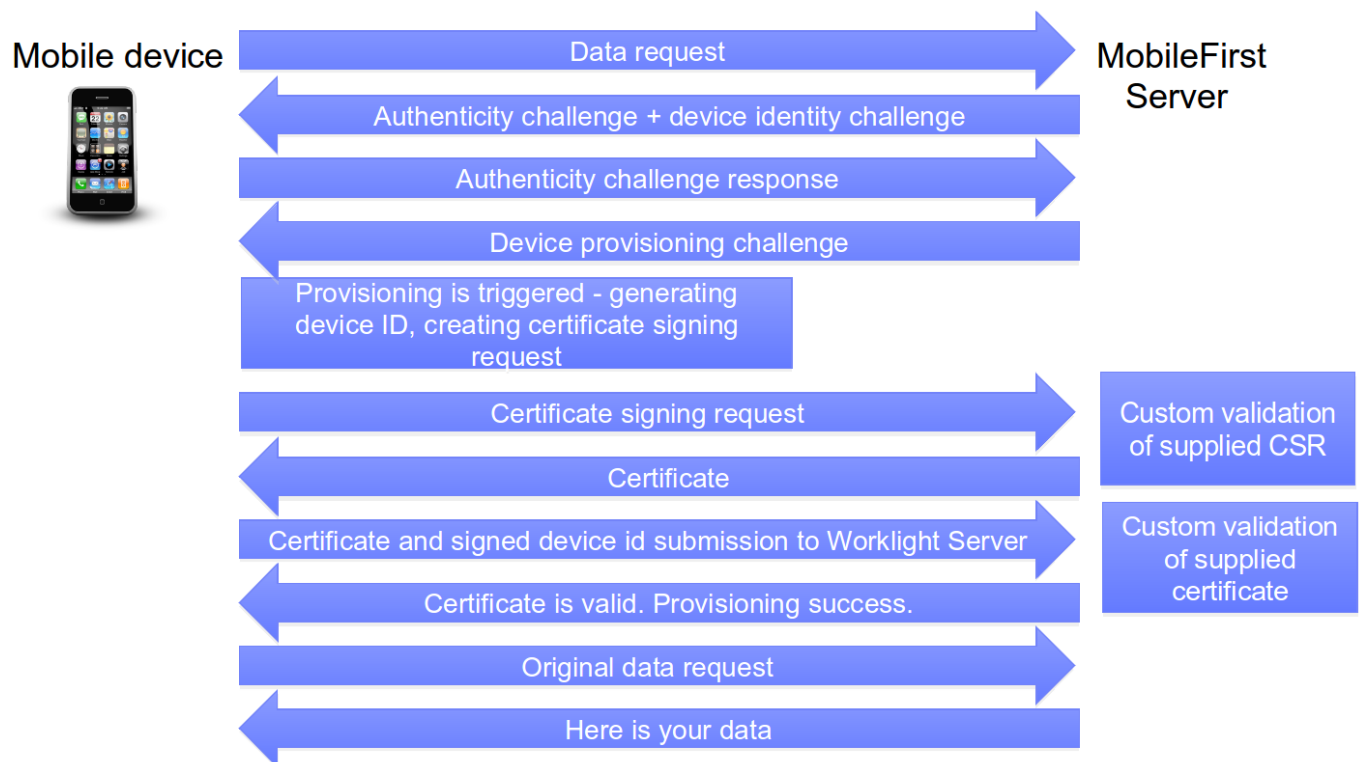 Mobile device
Data request
MobileFirst
Server
Authenticity challenge + device identity challenge
Authenticity challenge response
Device provisioning challenge
Provisioning is triggered - generating
device ID, creating certificate signing
request
Certificate signing request
Custom validation
of supplied CSR
Certificate
Certificate and signed device id submission to Worklight Server
Custom validation
of supplied
certificate
Certificate is valid. Provisioning success.
Original data request
Here is your data